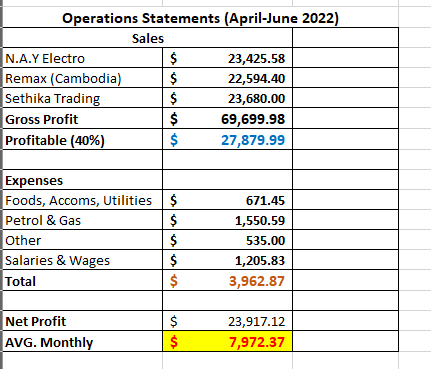 Operations Statements (April-June 2022)
Sales
N.A.Y Electro $ 23,425.58
Remax (Cambodia) $ 22,594.40
Sethika Trading $ 23,680.00
Gross Profit $ 69,699.98
Profitable (40%) $ 27,879.99
Expenses
Foods, Accoms, Utilities $ 671.45
Petrol & Gas $ 1,550.59
Other $ 535.00
Salaries & Wages $ 1,205.83
Total $ 3,962.87
Net Profit $ 23,917.12
AVG. Monthly $ 7,972.37